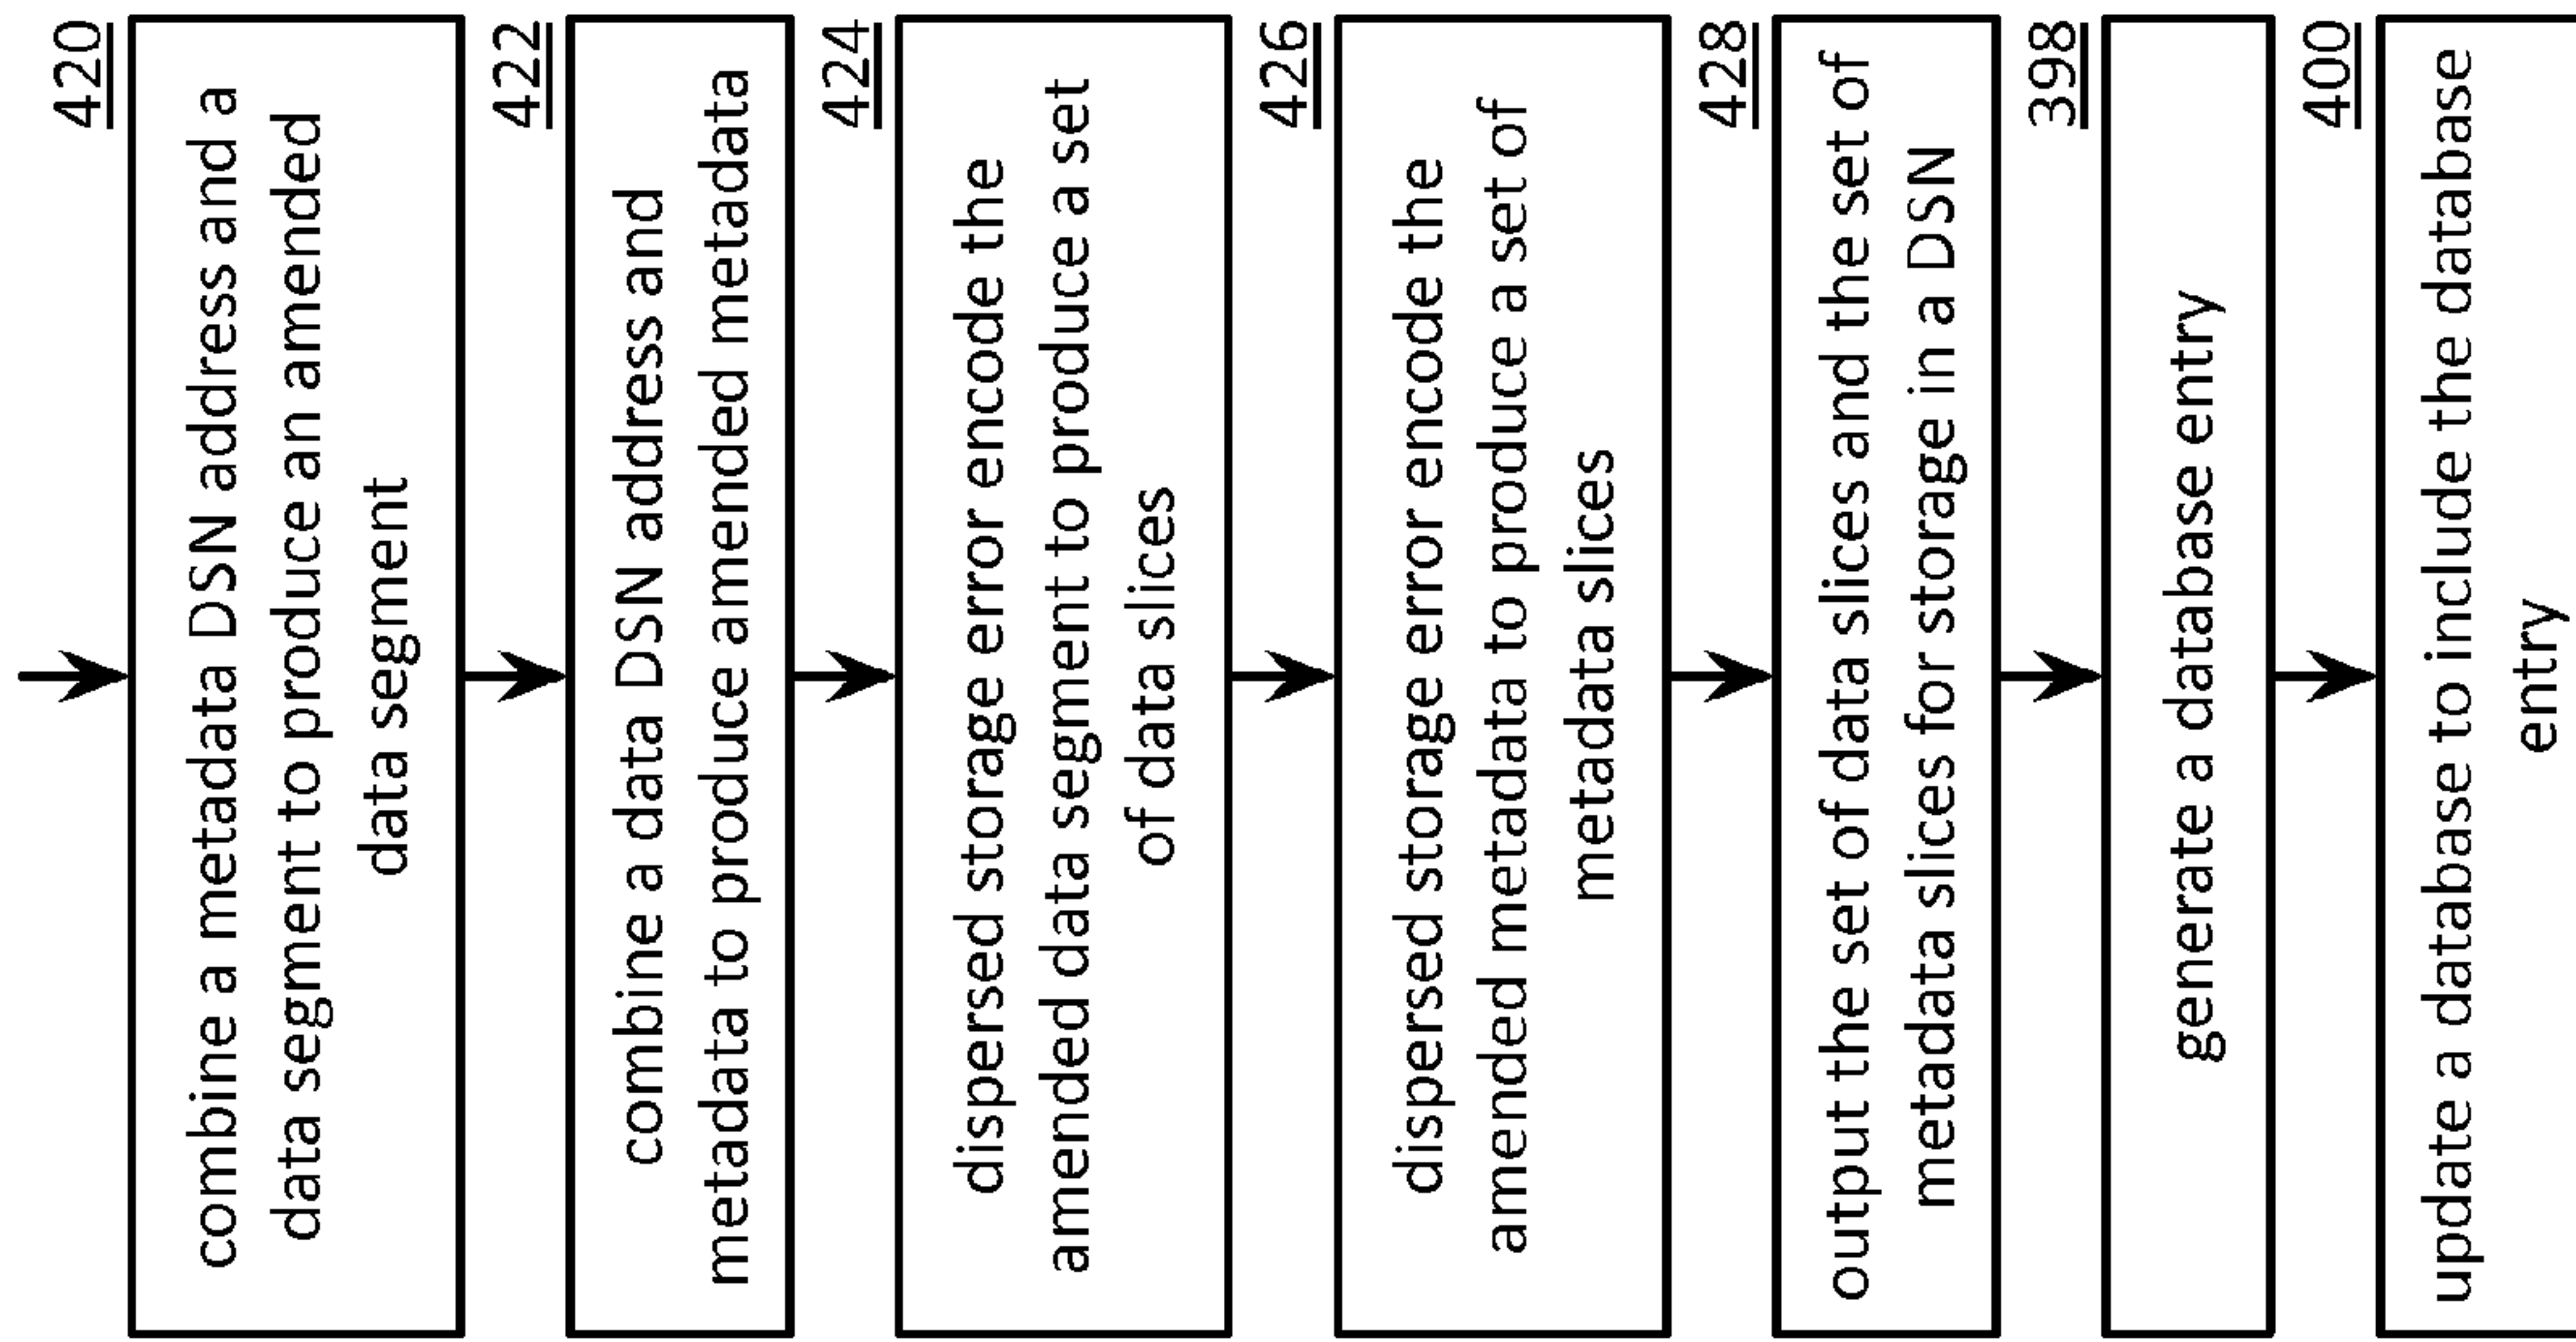 420
combine a metadata DSN address and a
data segment to produce an amended
data segment
422
combine a data DSN address and
metadata to produce amended metadata
424
dispersed storage error encode the
amended data segment to produce a set
of data slices
426
dispersed storage error encode the
amended metadata to produce a set of
metadata slices
428
output the set of data slices and the set of
metadata slices for storage in a DSN
398
generate a database entry
400
update a database to include the database
entry